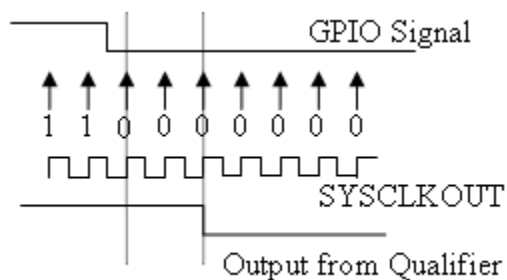 GPIO Signal
1 1 0 0 0 0 0 0 0
SYSCLKOUT
Output from Qualifier